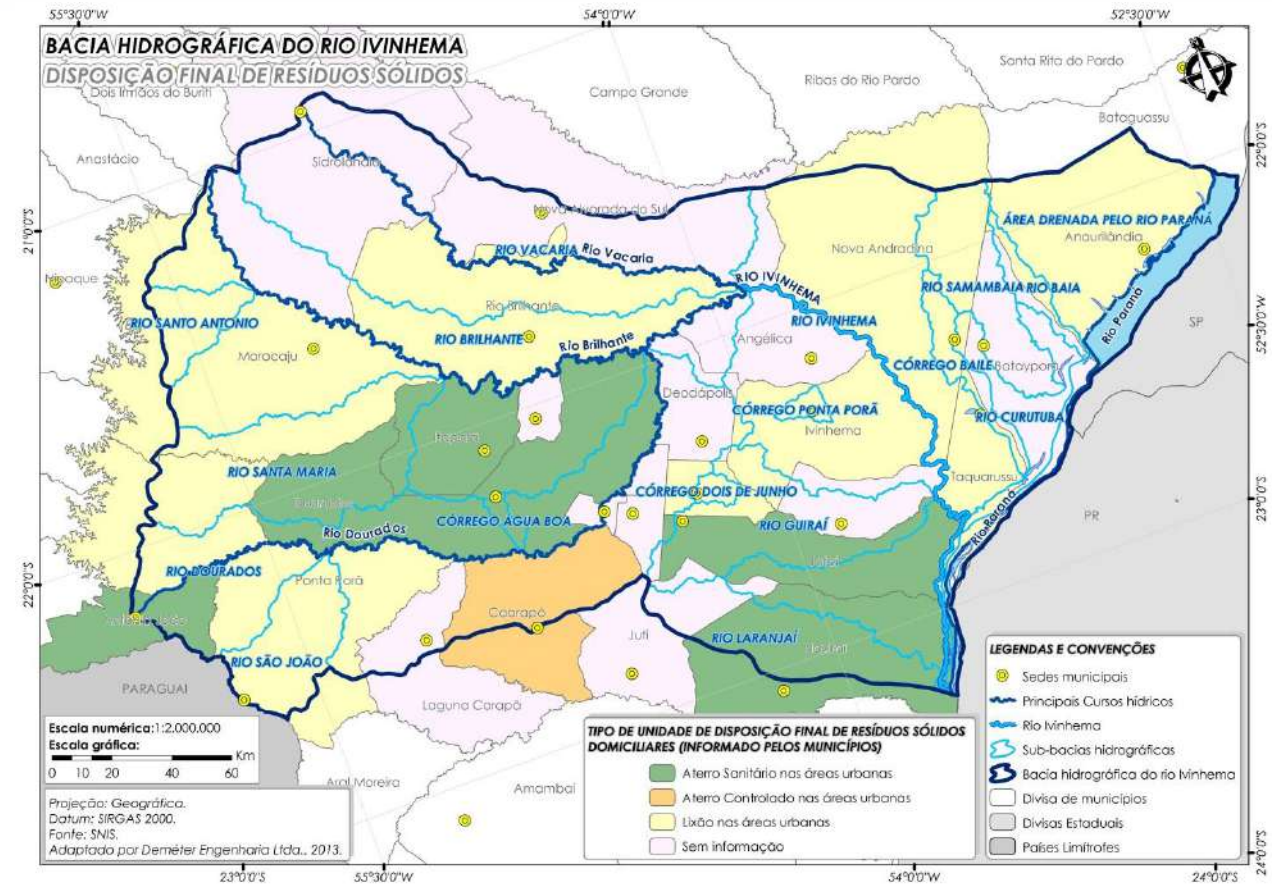 55°30'0"W
54°0'0"W
52°30'0"W
BACIA HIDROGRÁFICA DO RIO IVINHEMA
DISPOSIÇÃO FINAL DE RESÍDUOS SÓLIDOS
Dois Irmãos do Buriti
Campo Grande
Ribas do Rio Pardo
Santa Rita do Pardo
Bataguassu
Anastácio
Sidrolândia
22°0'0"S
21°0'0"S
Nova Alvorada do Sul
ÁREA DRENADA PELO RIO PARANÁ
Anaurilândia
Nioaque
RIO VACARIA
Rio Vacaria
Nova Andradina
RIO IVINHEMA
RIO SAMAMBAIA
RIO BAIA
Rio Brilhante
RIO SANTO ANTONIO
RIO BRILHANTE
Rio Brilhante
RIO IVINHEMA
Rio Paraná
SP
52°30'0"S
Maracaju
Angélica
CÓRREGO BAILE
Batayporã
Deodápolis
CÓRREGO PONTA PORÃ
RIO CURUTUBA
Ivinhema
Itaporã
RIO SANTA MARIA
Taquarussu
23°0'0"S
Dourados
CÓRREGO DOIS DE JUNHO
CÓRREGO AGUA BOA
RIO GUIRAÍ
Rio Paraná
PR
Rio Dourados
RIO DOURADOS
Ponta Porã
Jateí
22°0'0"S
Antônio João
Caarapó
Juti
RIO LARANJAÍ
Naviraí
RIO SÃO JOÃO
PARAGUAI
Laguna Carapã
Aral Moreira
Amambai
Escala numérica:1:2.000.000
Escala gráfica:
Km
0 10 20 40 60
Projeção: Geográfica.
Datum: SIRGAS 2000.
Fonte: SNIS.
Adaptado por Deméter Engenharia Ltda., 2013.
TIPO DE UNIDADE DE DISPOSIÇÃO FINAL DE RESÍDUOS SÓLIDOS
DOMICILIARES (INFORMADO PELOS MUNICÍPIOS)
Aterro Sanitário nas áreas urbanas
Aterro Controlado nas áreas urbanas
Lixão nas áreas urbanas
Sem informação
LEGENDAS E CONVENÇÕES
Sedes municipais
Principais Cursos hídricos
Rio Ivinhema
Sub-bacias hidrográficas
Bacia hidrográfica do rio Ivinhema
Divisa de municípios
Divisas Estaduais
Países Limítrofes
23°0'0"S
55°30'0"W
54°0'0"W
24°0'0"S
24°0'0"S